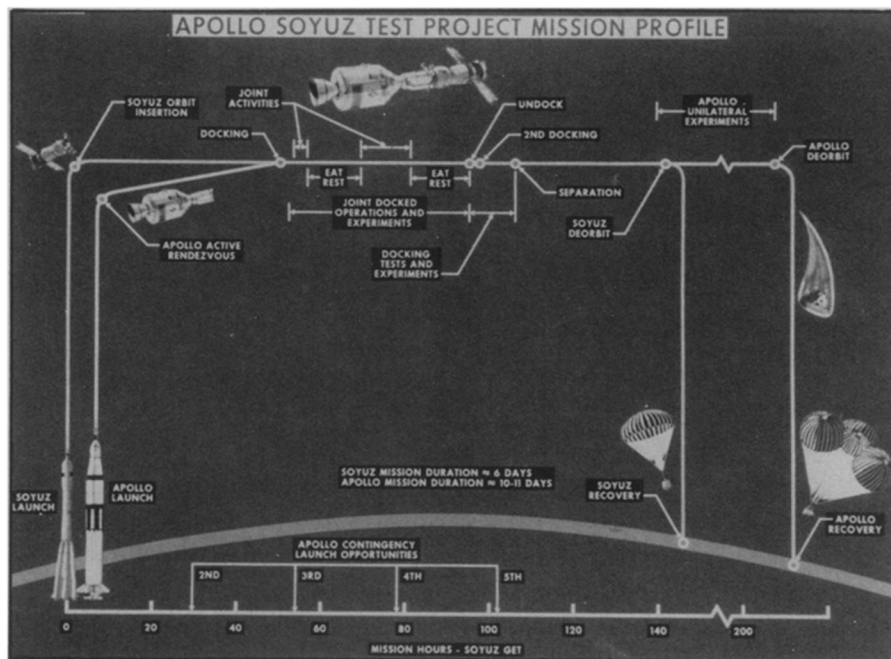 APOLLO SOYUZ TEST PROJECT MISSION PROFILE
SOYUZ ORBIT
INSERTION
JOINT
ACTIVITIES
DOCKING
UNDOCK
2ND DOCKING
APOLLO
UNILATERAL
EXPERIMENTS
APOLLO
DEORBIT
EAT
REST
EAT
REST
SEPARATION
APOLLO ACTIVE
RENDEZVOUS
JOINT DOCKED
OPERATIONS AND
EXPERIMENTS
SOYUZ
DEORBIT
DOCKING
TESTS AND
EXPERIMENTS
SOYUZ
LAUNCH
APOLLO
LAUNCH
SOYUZ MISSION DURATION ≈ 6 DAYS
APOLLO MISSION DURATION ≈ 10-11 DAYS
SOYUZ
RECOVERY
APOLLO
RECOVERY
APOLLO CONTINGENCY
LAUNCH OPPORTUNITIES
2ND 3RD 4TH 5TH
0 20 40 60 80 100 120 140 200
MISSION HOURS - SOYUZ GET